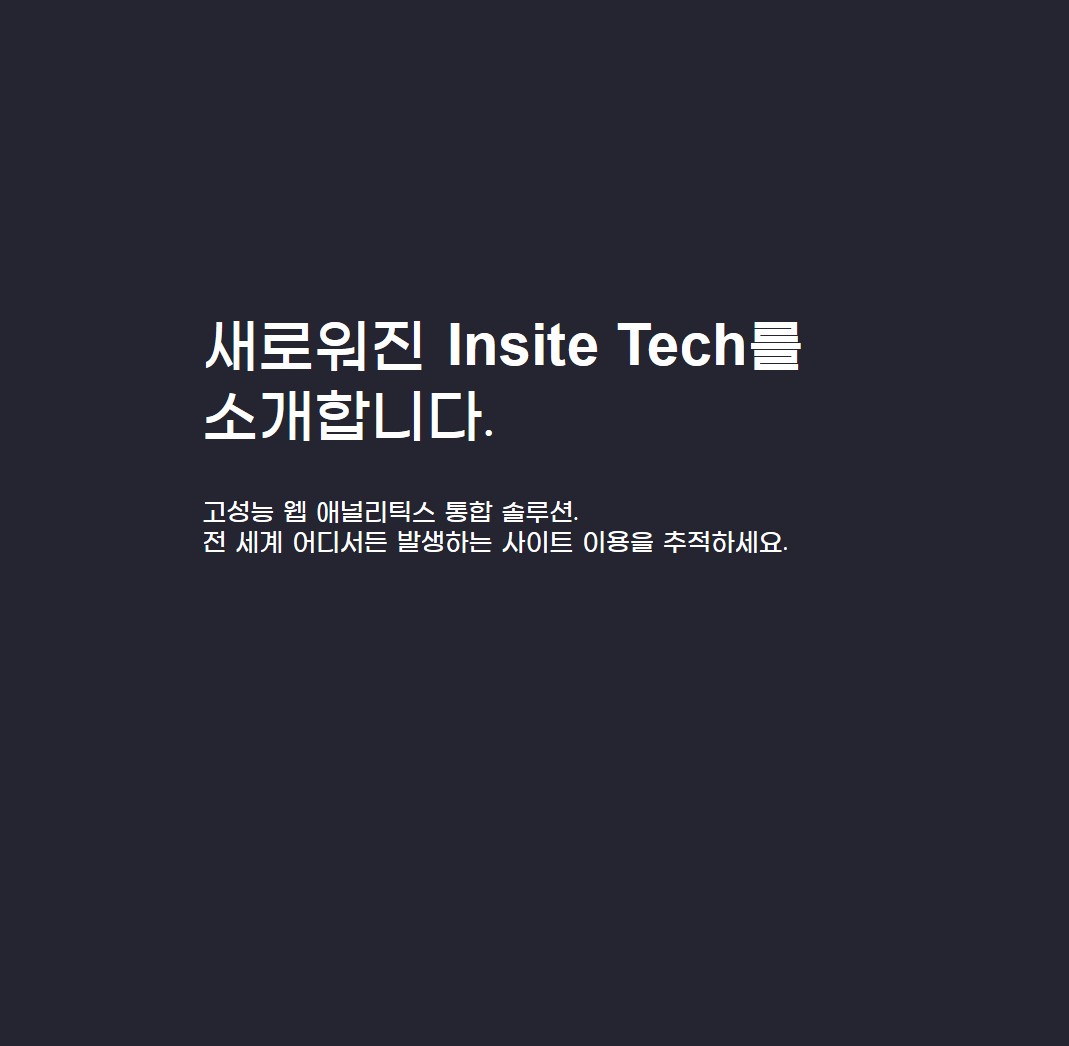 새로워진 Insite Tech를
소개합니다.
고성능 웹 애널리틱스 통합 솔루션.
전 세계 어디서든 발생하는 사이트 이용을 추적하세요.